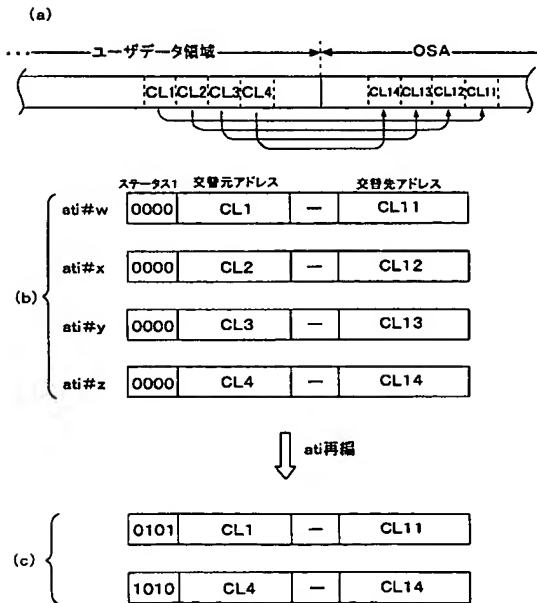 (a)
… ユーザデータ領域 OSA
CL1 CL2 CL3 CL4 CL14 CL13 CL12 CL11
ステータス1 交替元アドレス 交替先アドレス
ati#w 0000 CL1 — CL11
ati#x 0000 CL2 — CL12
(b)
ati#y 0000 CL3 — CL13
ati#z 0000 CL4 — CL14
ati再編
0101 CL1 — CL11
(c)
1010 CL4 — CL14